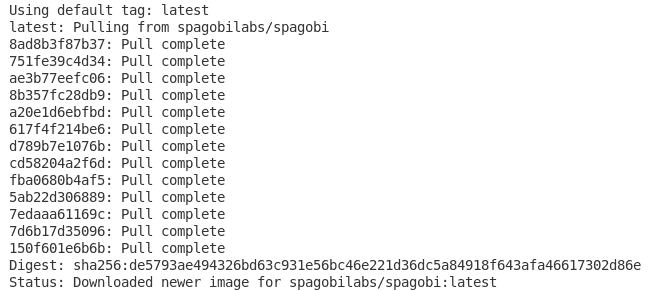 Using default tag: latest
latest: Pulling from spagobilabs/spagobi
8ad8b3f87b37: Pull complete
751fe39c4d34: Pull complete
ae3b77eefc06: Pull complete
8b357fc28db9: Pull complete
a20e1d6ebfbd: Pull complete
617f4f214be6: Pull complete
d789b7e1076b: Pull complete
cd58204a2f6d: Pull complete
fba0680b4af5: Pull complete
5ab22d306889: Pull complete
7edaaa61169c: Pull complete
7d6b17d35096: Pull complete
150f601e6b6b: Pull complete
Digest: sha256:de5793ae494326bd63c931e56bc46e221d36dc5a84918f643afa46617302d86e
Status: Downloaded newer image for spagobilabs/spagobi:latest